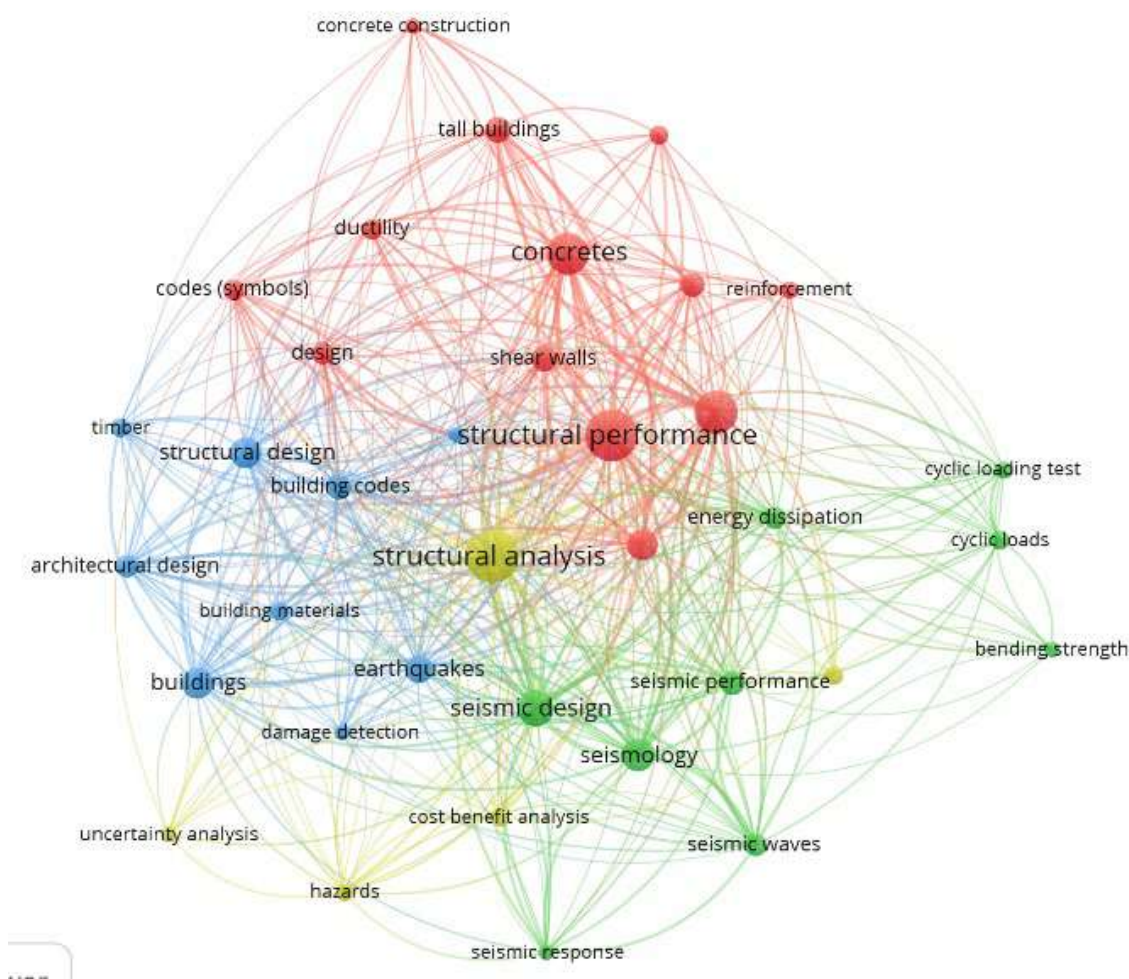 concrete construction
tall buildings
ductility
concretes
codes (symbols)
reinforcement
design
shear walls
timber
structural performance
structural design
cyclic loading test
building codes
energy dissipation
cyclic loads
structural analysis
architectural design
building materials
bending strength
earthquakes
seismic performance
buildings
seismic design
damage detection
seismology
cost benefit analysis
uncertainty analysis
seismic waves
hazards
seismic response